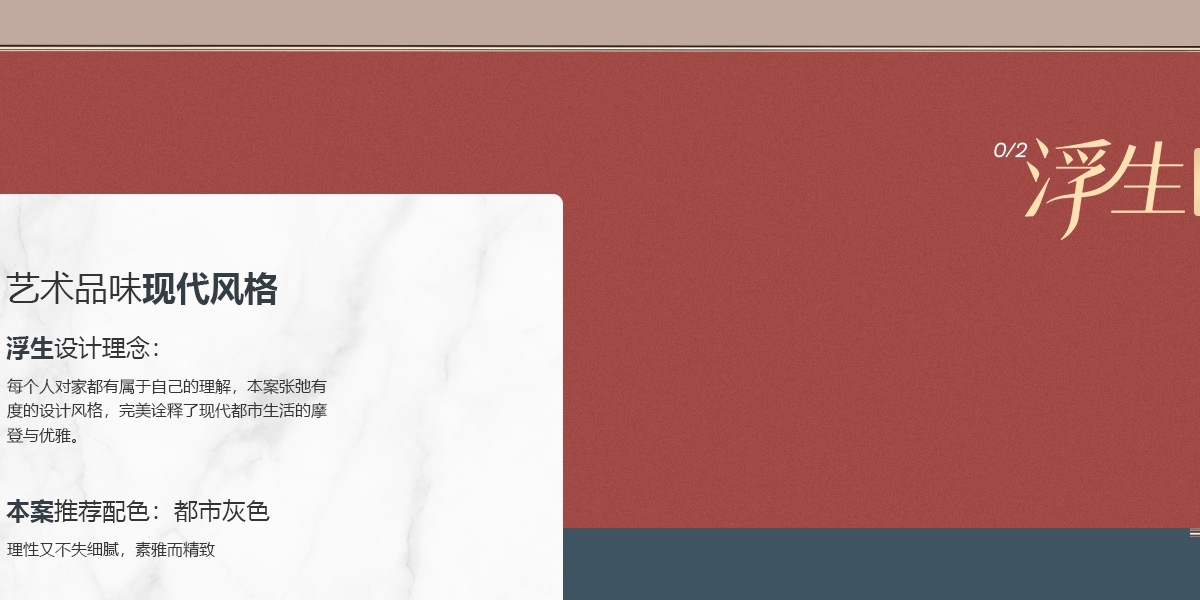 0/2
浮生
艺术品味现代风格
浮生设计理念：
每个人对家都有属于自己的理解，本案张弛有
度的设计风格，完美诠释了现代都市生活的摩
登与优雅。
本案推荐配色：都市灰色
理性又不失细腻，素雅而精致